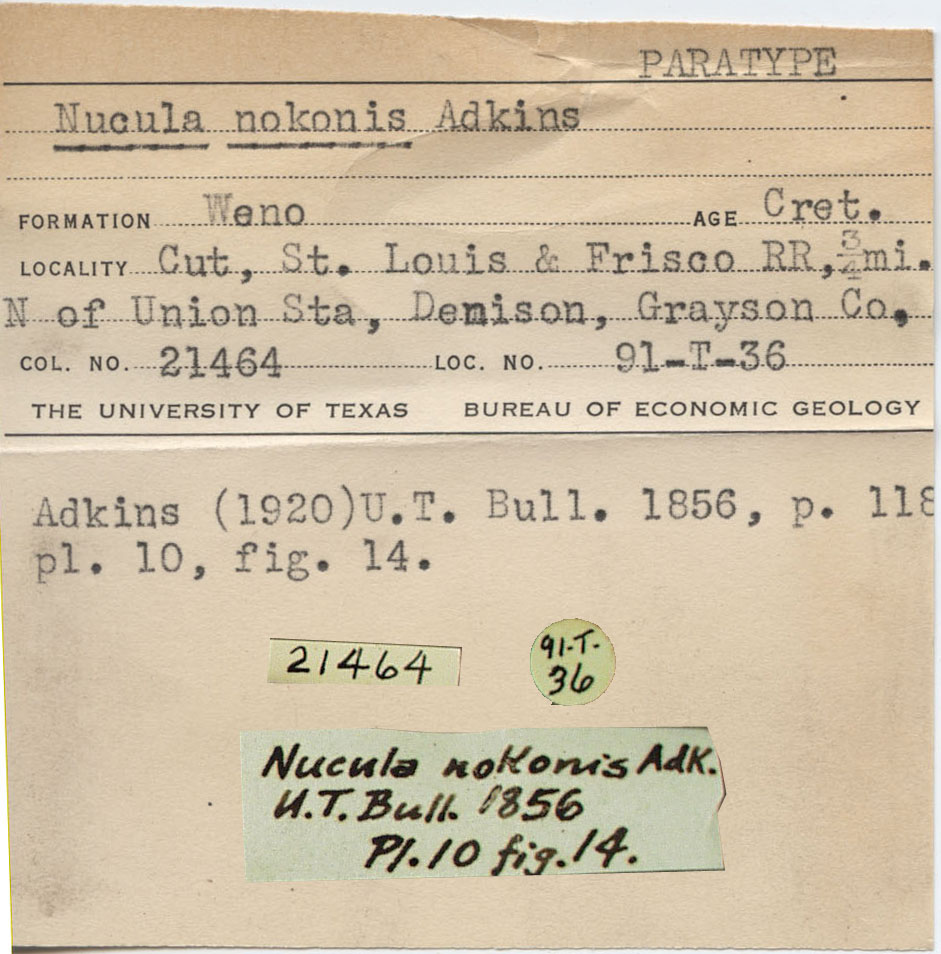 PARATYPE
Nucula nokonis Adkins
FORMATION Weno AGE Cret.
LOCALITY Cut, St. Louis & Frisco RR, 3/4 mi.
N of Union Sta, Denison, Grayson Co,
COL. NO. 21464 LOC. NO. 91-T-36
THE UNIVERSITY OF TEXAS BUREAU OF ECONOMIC GEOLOGY
Adkins (1920)U.T. Bull. 1856, p. 118
pl. 10, fig. 14.
21464
91-T-
36
Nucula nokonis Adk.
U.T. Bull. 1856
Pl. 10 fig. 14.